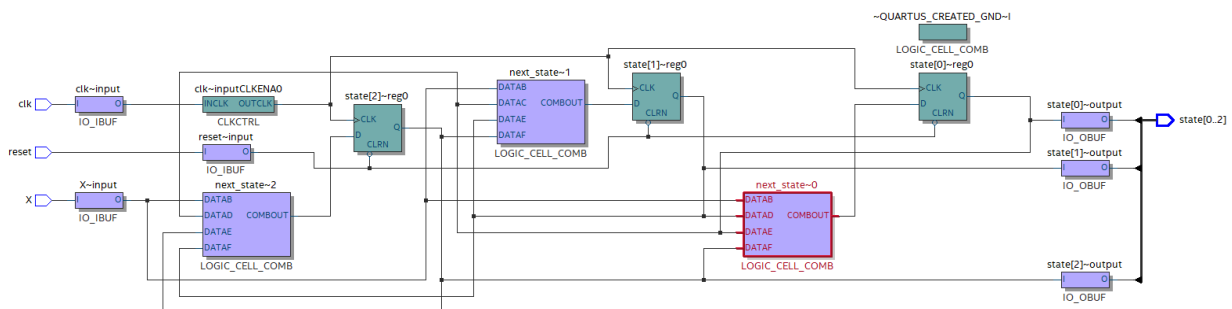 ~QUARTUS_CREATED_GND~I
LOGIC_CELL_COMB
clk
clk~input
I O
IO_IBUF
clk~inputCLKENA0
INCLK OUTCLK
CLKCTRL
reset
reset~input
I O
IO_IBUF
X
X~input
I O
IO_IBUF
next_state~2
DATAB
DATAD COMBOUT
DATAE
DATAF
LOGIC_CELL_COMB
state[2]~reg0
CLK
D Q
CLRN
next_state~1
DATAB
DATAC COMBOUT
DATAE
DATAF
LOGIC_CELL_COMB
state[1]~reg0
CLK
D Q
CLRN
next_state~0
DATAB
DATAD COMBOUT
DATAE
DATAF
LOGIC_CELL_COMB
state[0]~reg0
CLK
D Q
CLRN
state[0]~output
I O
IO_OBUF
state[1]~output
I O
IO_OBUF
state[2]~output
I O
IO_OBUF
state[0..2]